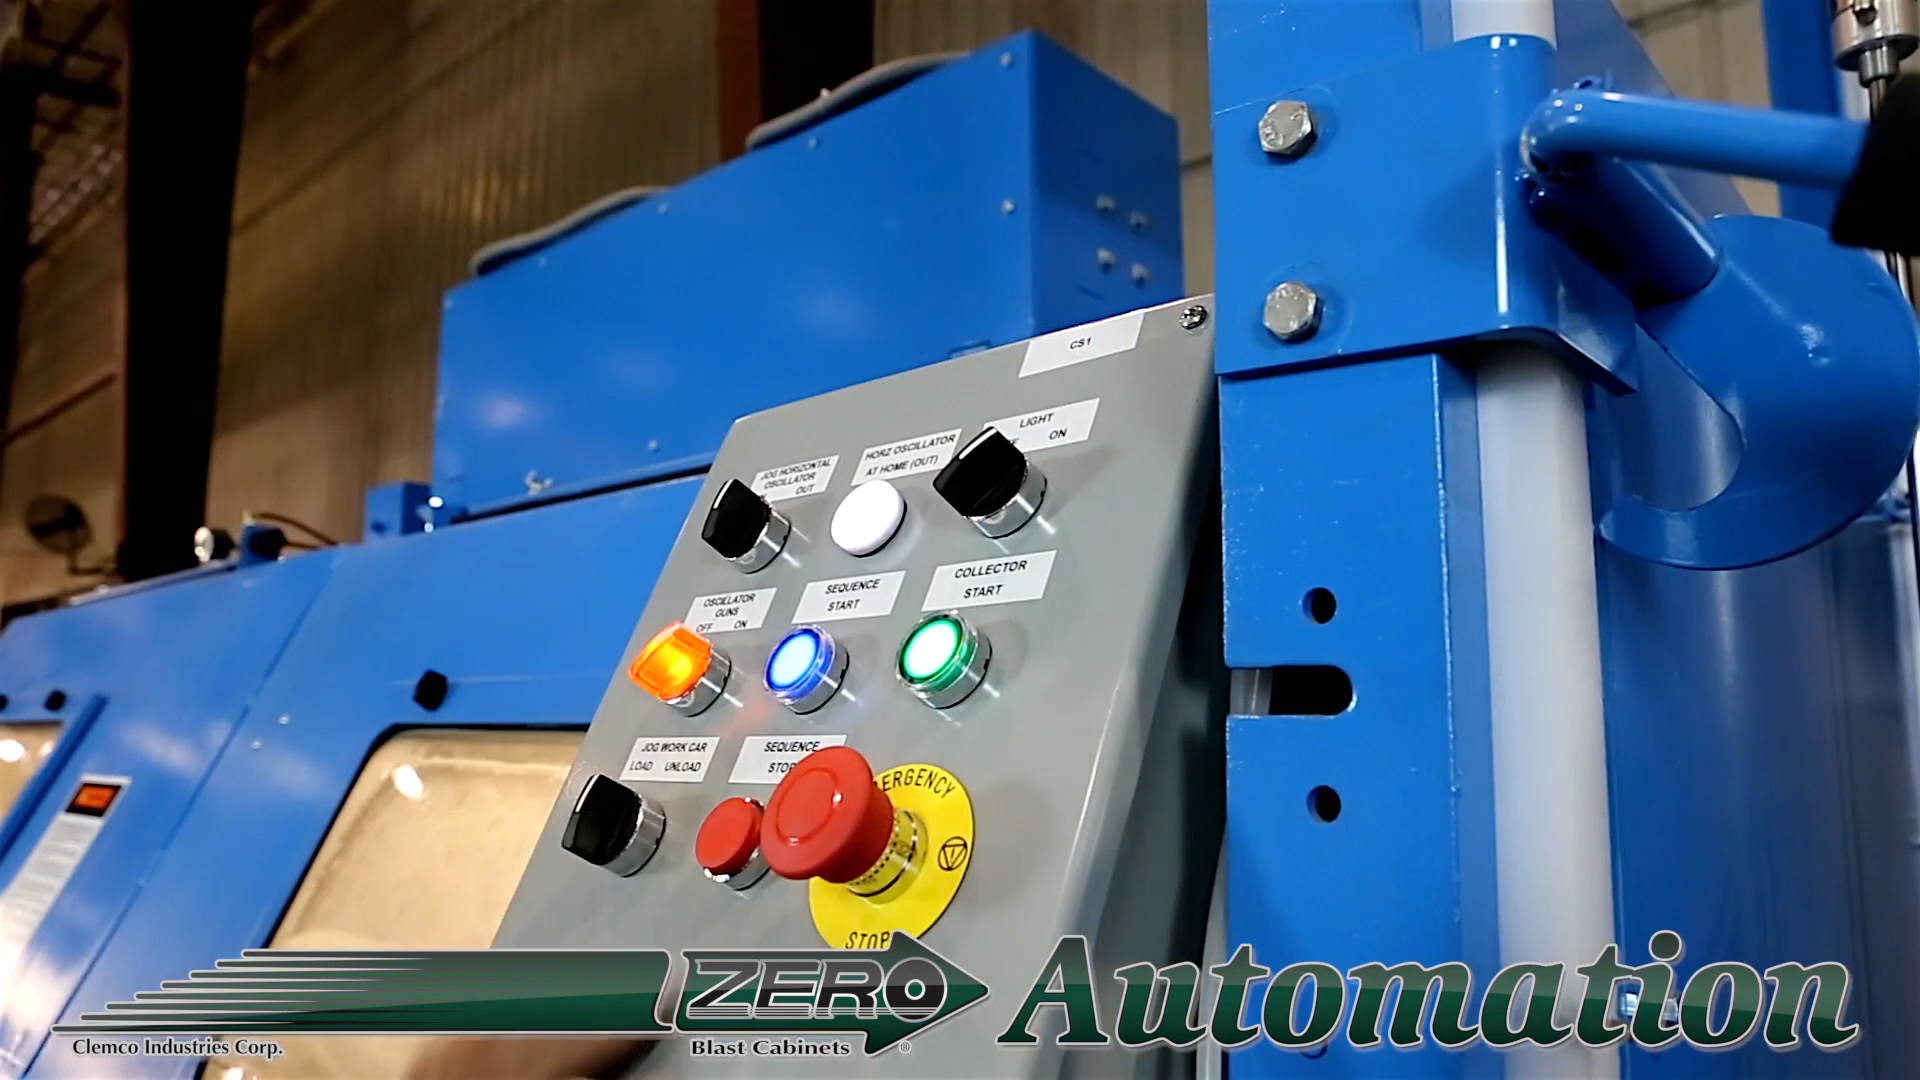 CS1
LIGHT
ON
HORZ OSCILLATOR
AT HOME (OUT)
JOG HORIZONTAL
OSCILLATOR
OUT
COLLECTOR
START
SEQUENCE
START
OSCILLATOR
GUNS
OFF ON
JOG WORK CAR
LOAD UNLOAD
SEQUENCE
STOP
STOP
ZERO Automation
Clemco Industries Corp. Blast Cabinets ®